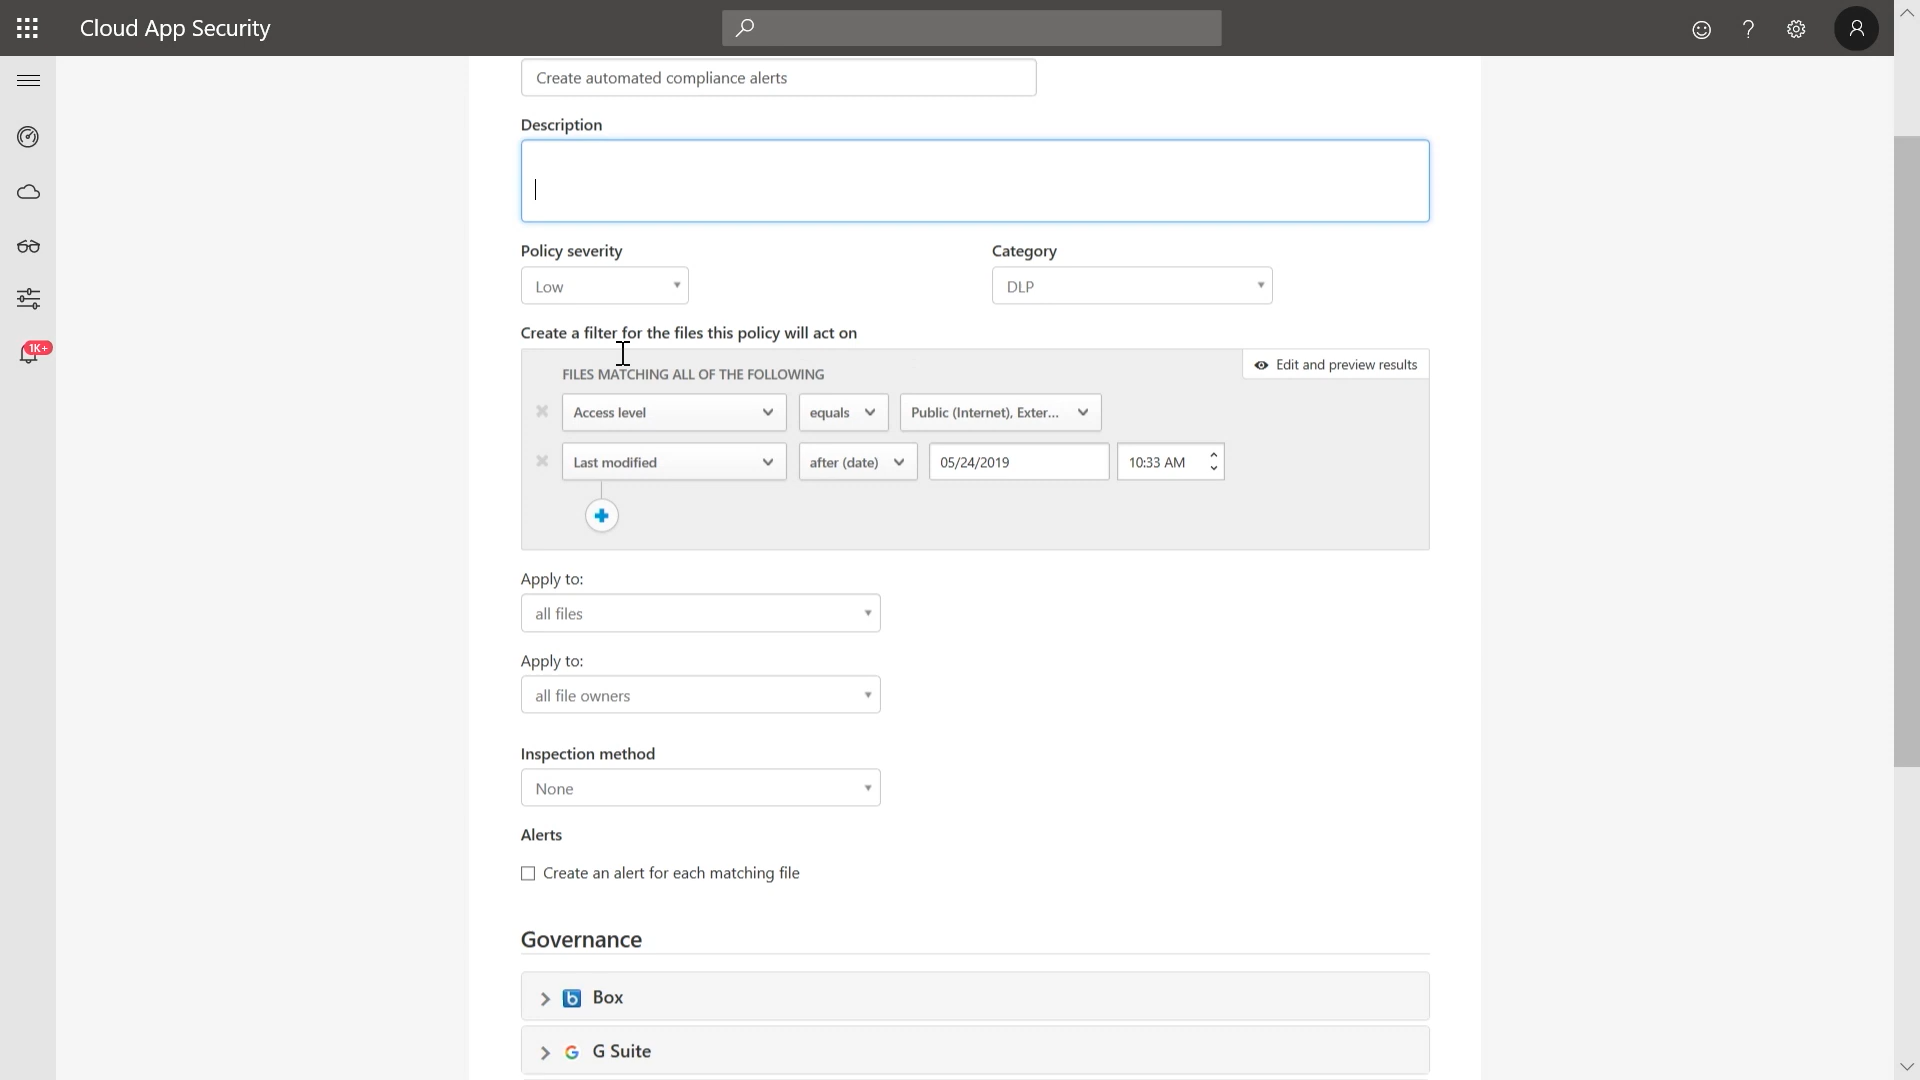 Cloud App Security
Create automated compliance alerts
Description
Policy severity
Category
Low
DLP
Create a filter for the files this policy will act on
Edit and preview results
FILES MATCHING ALL OF THE FOLLOWING
Access level
equals
Public (Internet), Exter...
1K+
Last modified
after (date)
05/24/2019
10:33 AM
Apply to:
all files
Apply to:
all file owners
Inspection method
None
Alerts
Create an alert for each matching file
Governance
Box
G Suite